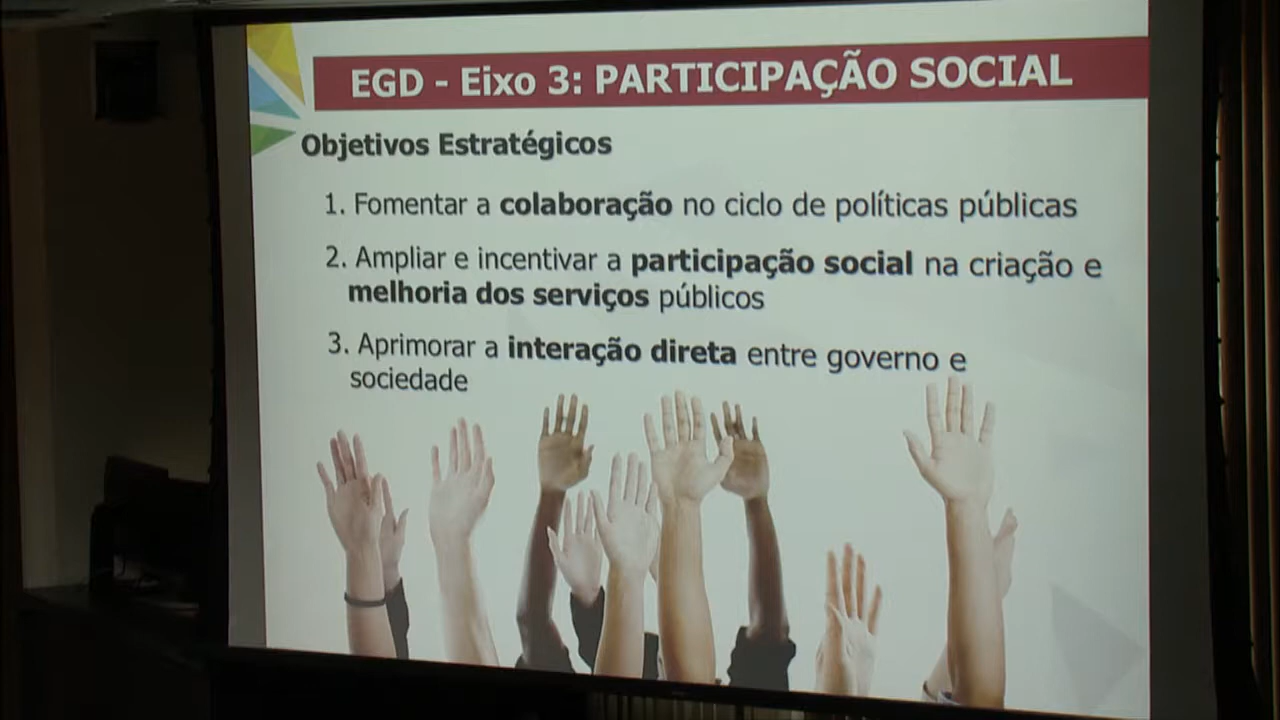 EGD - Eixo 3: PARTICIPAÇÃO SOCIAL
Objetivos Estratégicos
1. Fomentar a colaboração no ciclo de políticas públicas
2. Ampliar e incentivar a participação social na criação e
melhoria dos serviços públicos
3. Aprimorar a interação direta entre governo e
sociedade